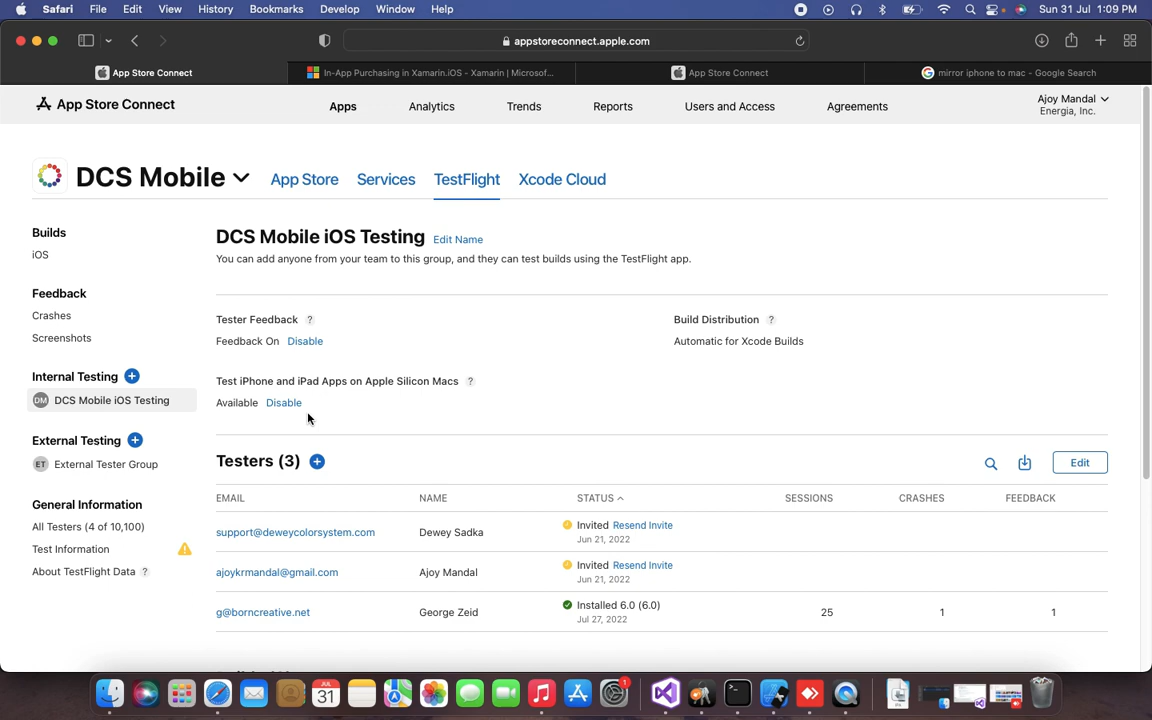 Safari File Edit View History Bookmarks Develop Window Help Sun 31 Jul 1:09 PM
appstoreconnect.apple.com
App Store Connect In-App Purchasing in Xamarin.iOS - Xamarin | Microsof... App Store Connect mirror iphone to mac - Google Search
App Store Connect Apps Analytics Trends Reports Users and Access Agreements Ajoy Mandal
Energia, Inc.
DCS Mobile App Store Services TestFlight Xcode Cloud
Builds
iOS
Feedback
Crashes
Screenshots
Internal Testing
DM DCS Mobile iOS Testing
External Testing
ET External Tester Group
General Information
All Testers (4 of 10,100)
Test Information
About TestFlight Data ?
DCS Mobile iOS Testing Edit Name
You can add anyone from your team to this group, and they can test builds using the TestFlight app.
Tester Feedback ? Build Distribution ?
Feedback On Disable Automatic for Xcode Builds
Test iPhone and iPad Apps on Apple Silicon Macs ?
Available Disable
Testers (3) Edit
EMAIL NAME STATUS SESSIONS CRASHES FEEDBACK
support@deweycolorsystem.com Dewey Sadka Invited Resend Invite
Jun 21, 2022
ajoykrmandal@gmail.com Ajoy Mandal Invited Resend Invite
Jun 21, 2022
g@borncreative.net George Zeid Installed 6.0 (6.0) 25 1 1
Jul 27, 2022
JUL
31
1